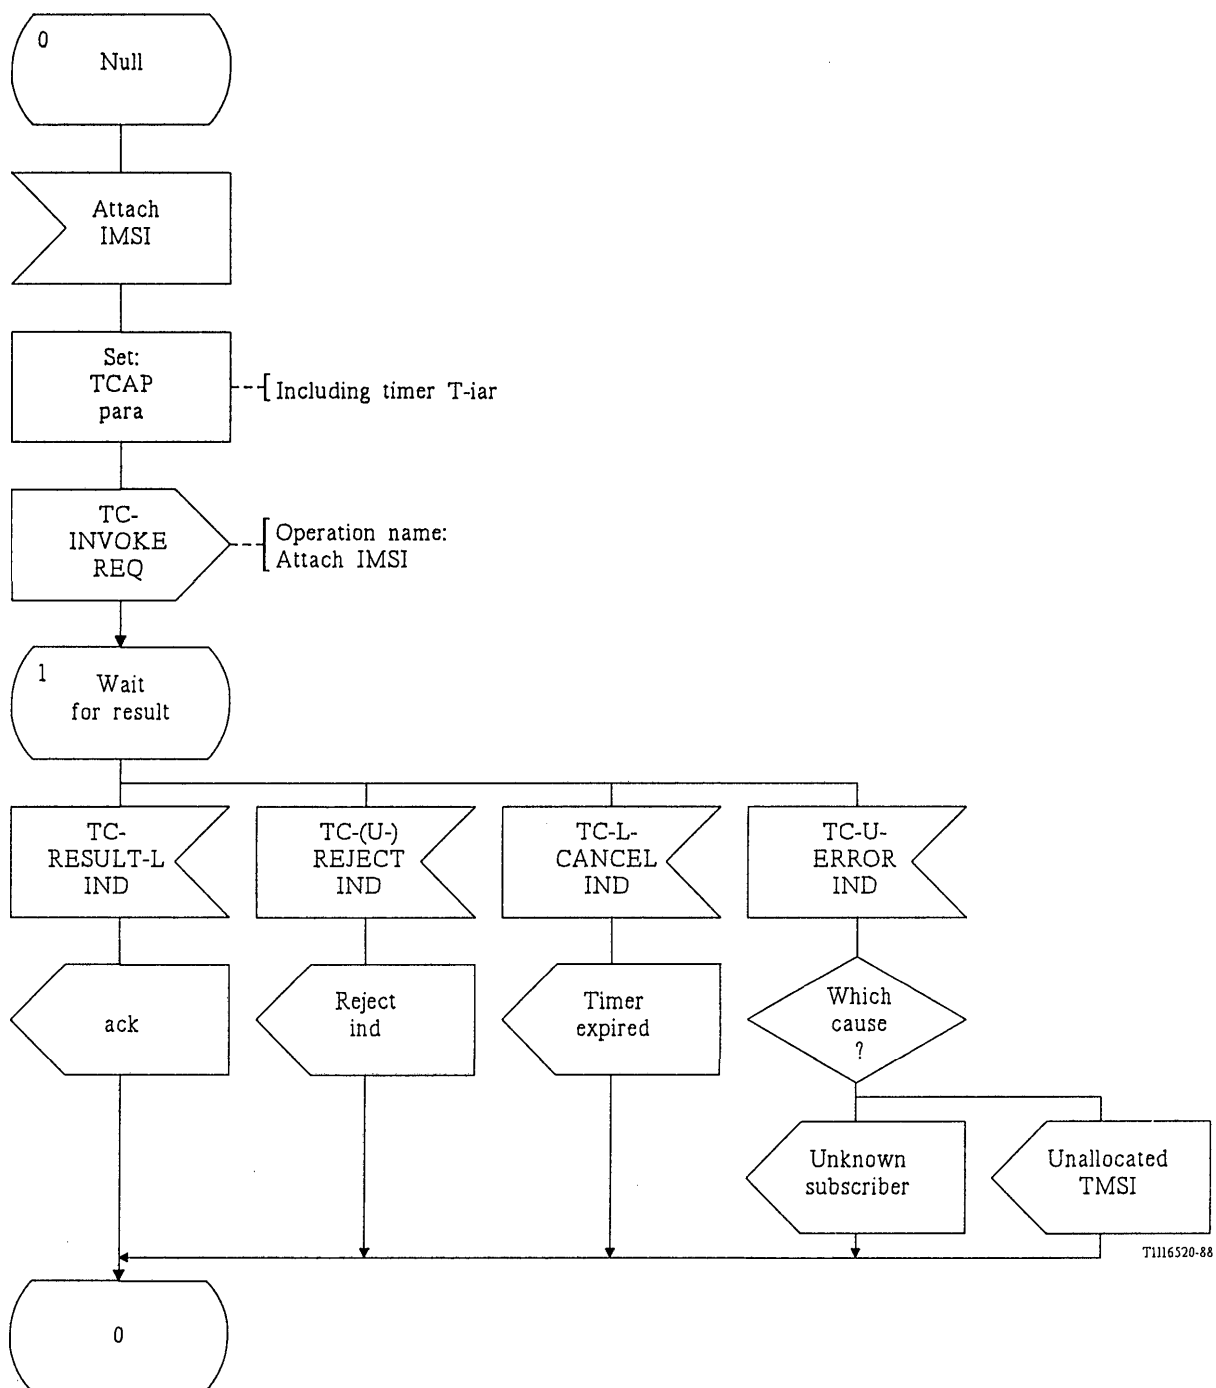 0
Null
Attach
IMSI
Set:
TCAP
para
Including timer T-iar
TC-
INVOKE
REQ
Operation name:
Attach IMSI
1
Wait
for result
TC-
RESULT-L
IND
TC-(U-)
REJECT
IND
TC-L-
CANCEL
IND
TC-U-
ERROR
IND
ack
Reject
ind
Timer
expired
Which
cause
?
Unknown
subscriber
Unallocated
TMSI
T1116520-88
0